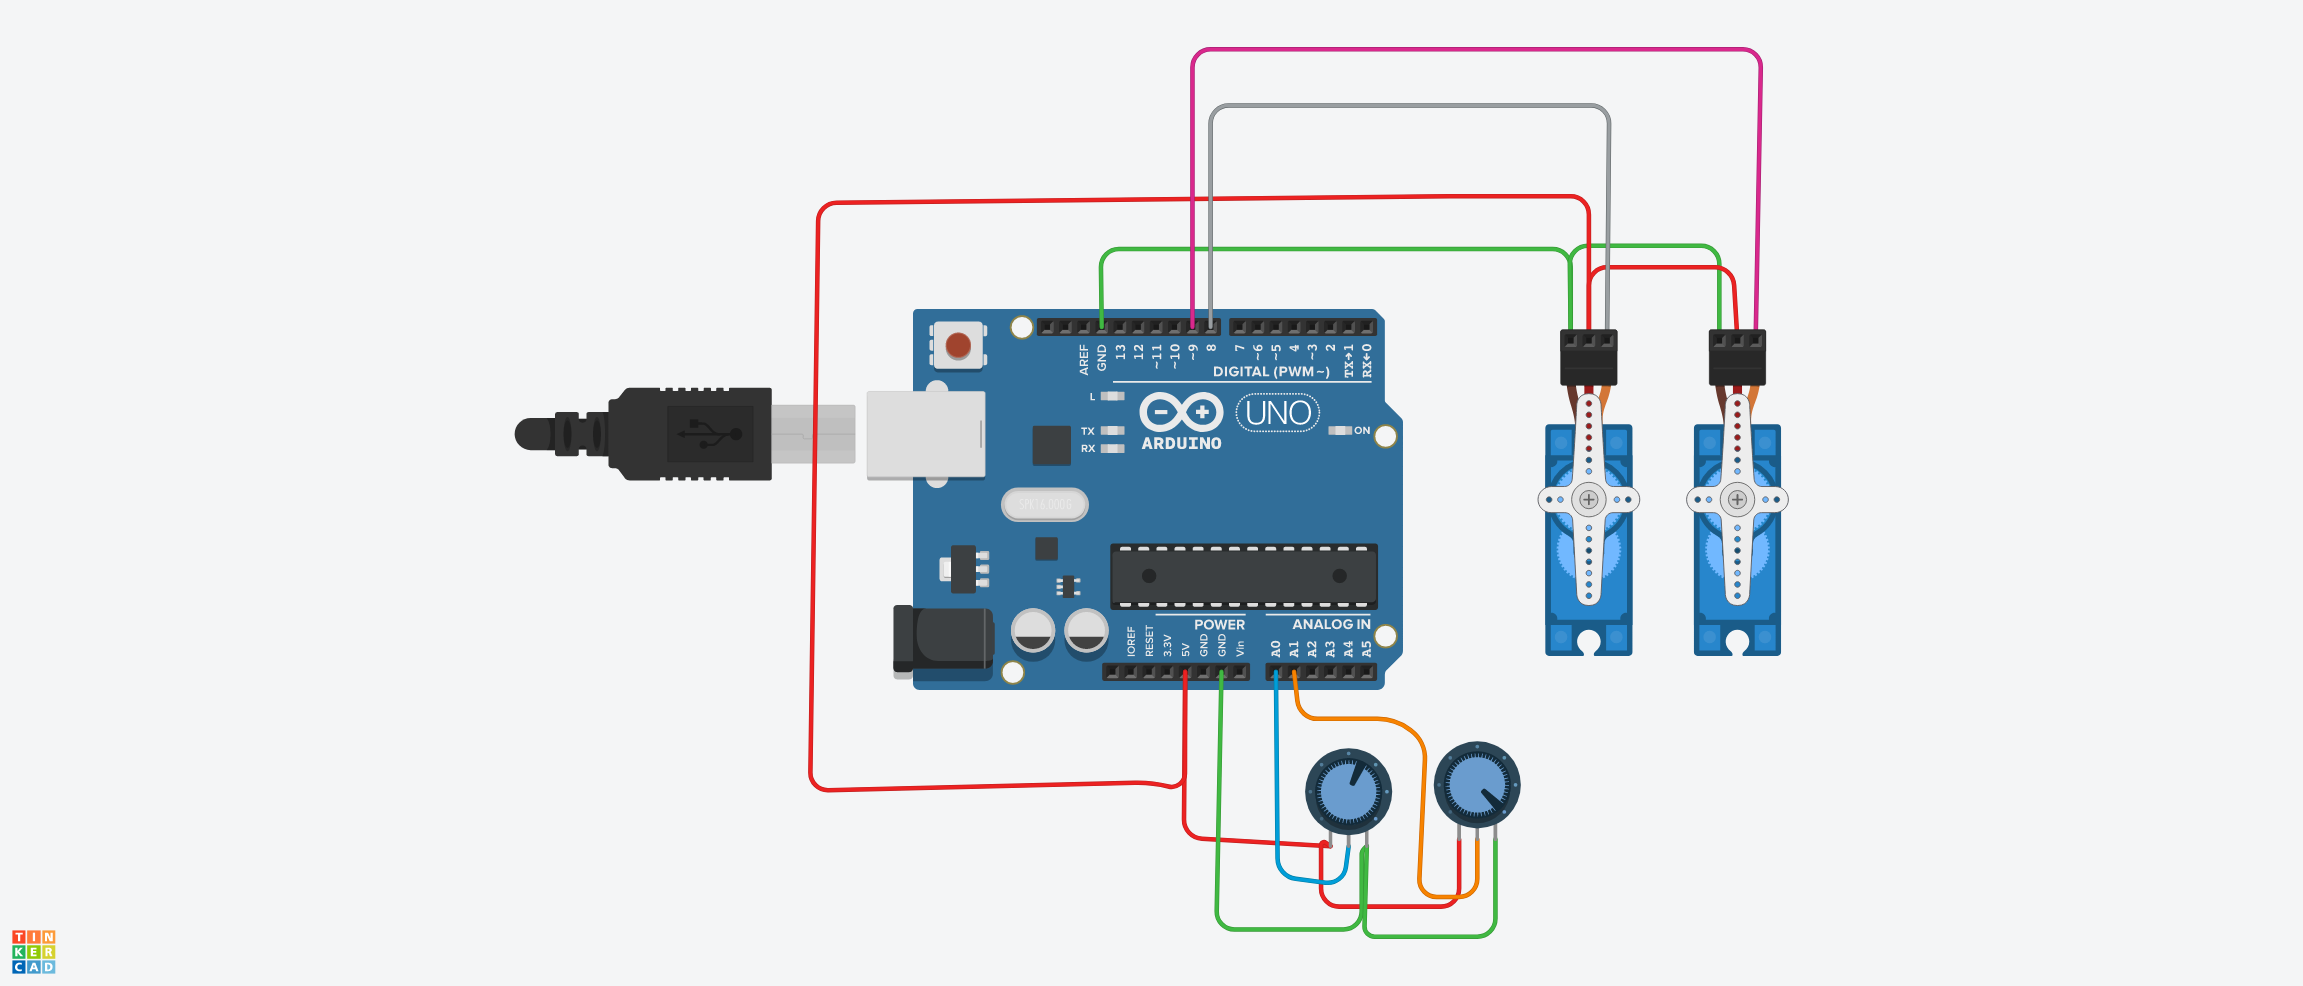 AREF
GND
13
12
~11
~10
~9
8
7
~6
~5
4
~3
2
TX→1
RX←0
DIGITAL (PWM~)
L
TX
RX
UNO
ARDUINO
ON
SPK16.000G
POWER
ANALOG IN
IOREF
RESET
3.3V
5V
GND
GND
Vin
A0
A1
A2
A3
A4
A5
TIN
KER
CAD